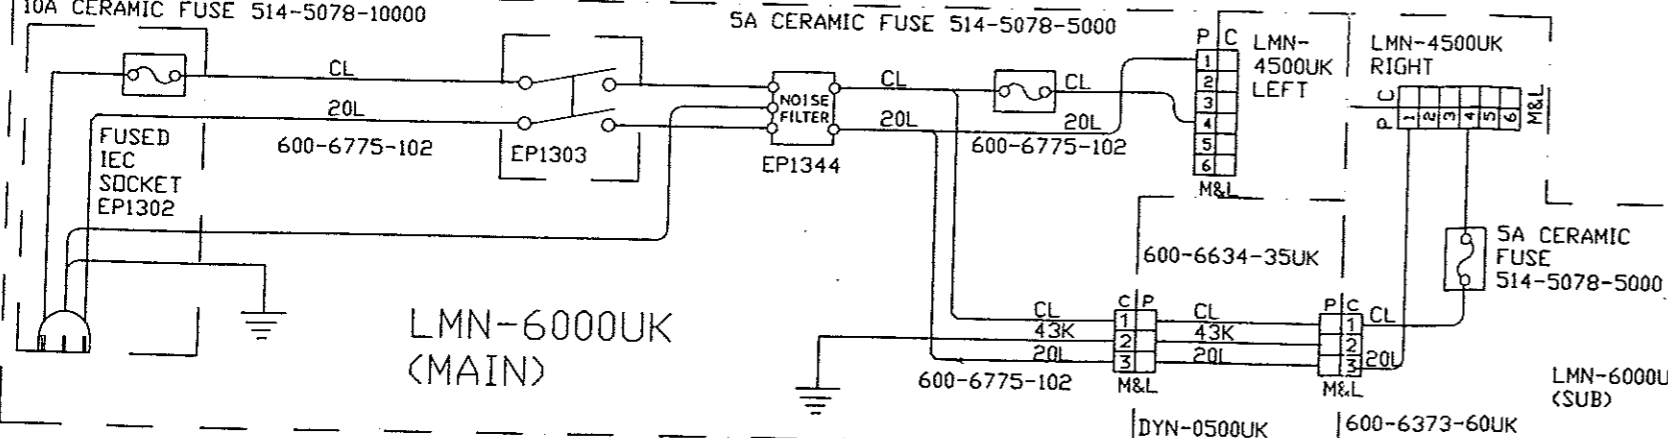 10A CERAMIC FUSE 514-5078-10000
5A CERAMIC FUSE 514-5078-5000
CL
20L
600-6775-102
FUSED
IEC
SOCKET
EP1302
EP1303
NOISE
FILTER
EP1344
CL
20L
CL
20L
600-6775-102
P C
1
2
3
4
5
6
M&L
LMN-
4500UK
LEFT
LMN-4500UK
RIGHT
C
P
1 2 3 4 5 6
M&L
5A CERAMIC
FUSE
514-5078-5000
600-6634-35UK
LMN-6000UK
(MAIN)
CL
43K
20L
600-6775-102
C P
1
2
3
M&L
CL
43K
20L
P C
1
2
3
M&L
CL
20L
LMN-6000U
(SUB)
DYN-0500UK
600-6373-60UK